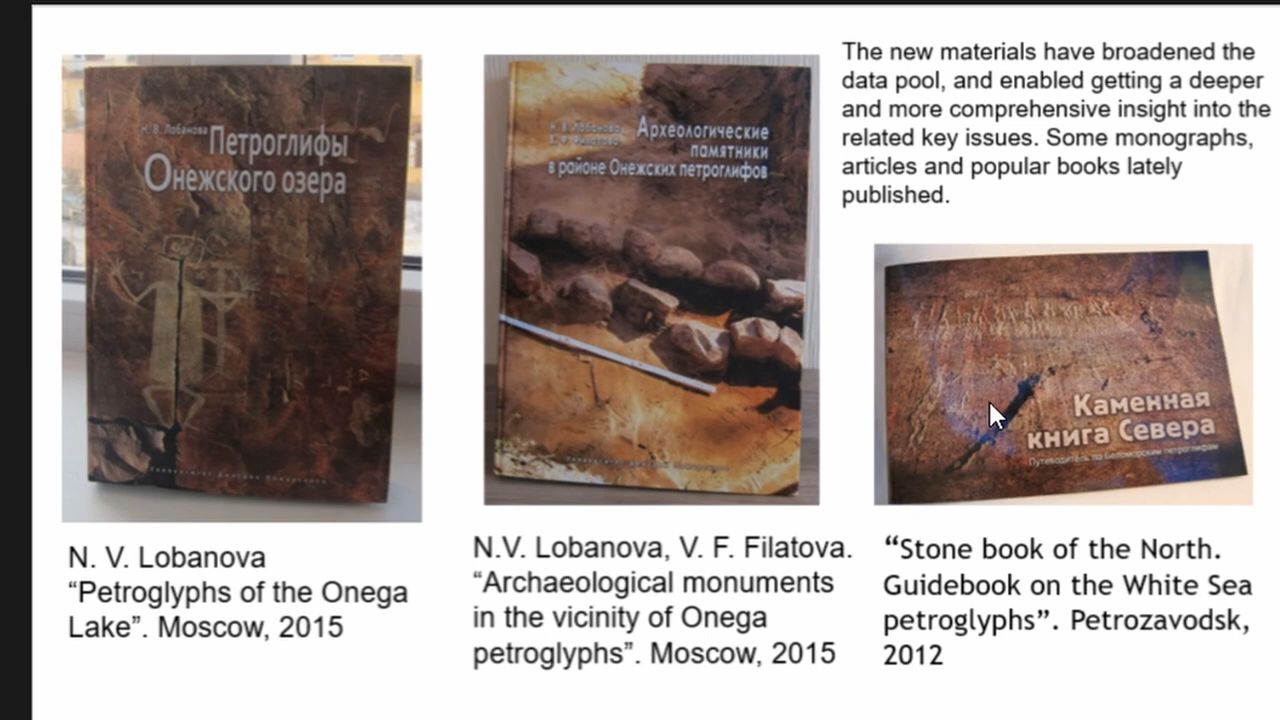 The new materials have broadened the
data pool, and enabled getting a deeper
and more comprehensive insight into the
related key issues. Some monographs,
articles and popular books lately
published.
Н. В. Лобанова
Петроглифы
Онежского озера
Н. В. Лобанова
В. Ф. Филатова
Археологические
памятники
в районе Онежских петроглифов
Каменная
книга Севера
Путеводитель по Беломорским петроглифам
N. V. Lobanova
“Petroglyphs of the Onega
Lake”. Moscow, 2015
N.V. Lobanova, V. F. Filatova.
“Archaeological monuments
in the vicinity of Onega
petroglyphs”. Moscow, 2015
“Stone book of the North.
Guidebook on the White Sea
petroglyphs”. Petrozavodsk,
2012